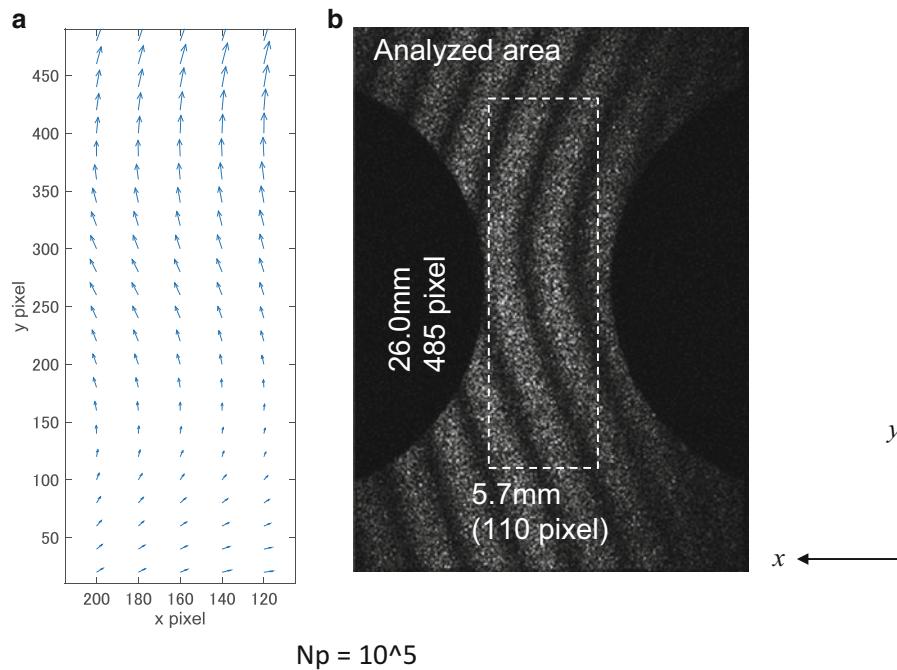 a
b
y pixel
450
400
350
300
250
200
150
100
50
200 180 160 140 120
x pixel
Analyzed area
26.0mm
485 pixel
5.7mm
(110 pixel)
y
x
Np = 10^5